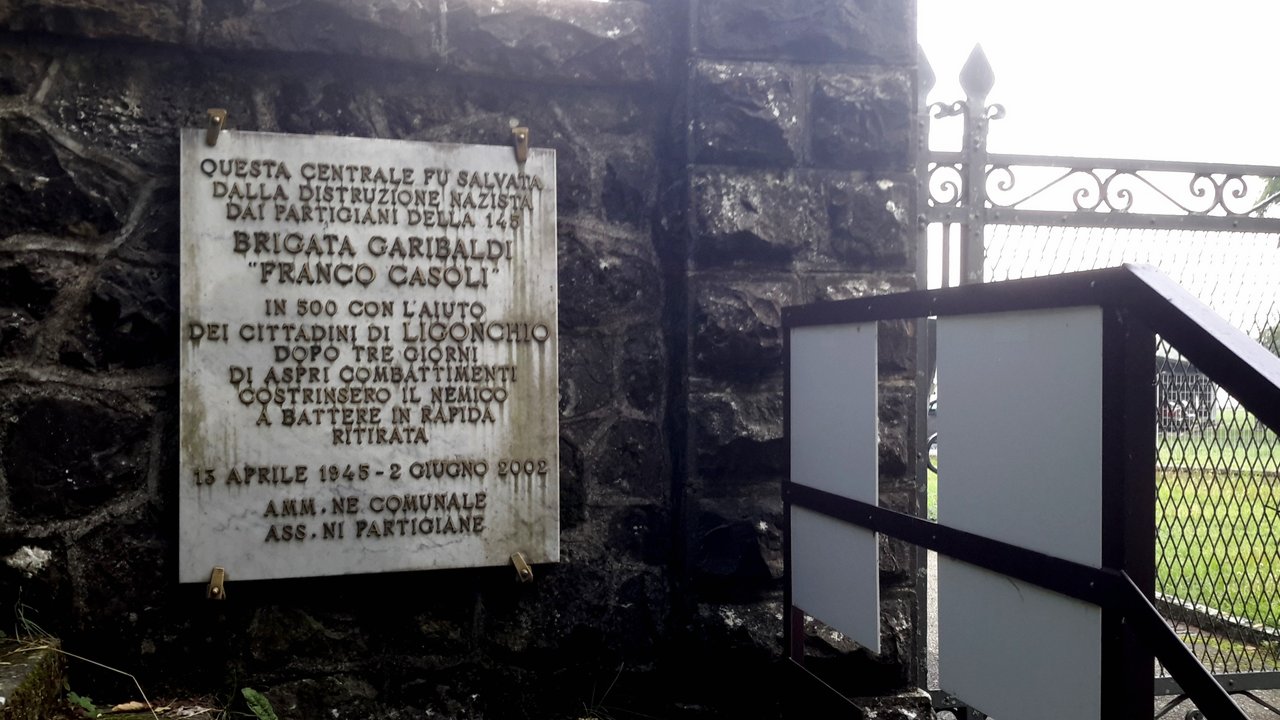 QUESTA CENTRALE FU SALVATA
DALLA DISTRUZIONE NAZISTA
DAI PARTIGIANI DELLA 145
BRIGATA GARIBALDI
"FRANCO CASOLI"
IN 500 CON L'AIUTO
DEI CITTADINI DI LIGONCHIO
DOPO TRE GIORNI
DI ASPRI COMBATTIMENTI
COSTRINSERO IL NEMICO
A BATTERE IN RAPIDA
RITIRATA
13 APRILE 1945 - 2 GIUGNO 2002
AMM.NE COMUNALE
ASS.NI PARTIGIANE